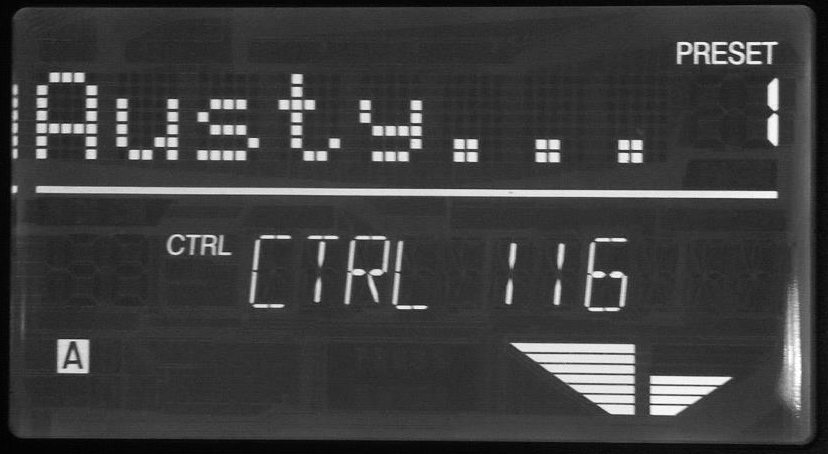 PRESET
Austy... 1
CTRL CTRL 116
A